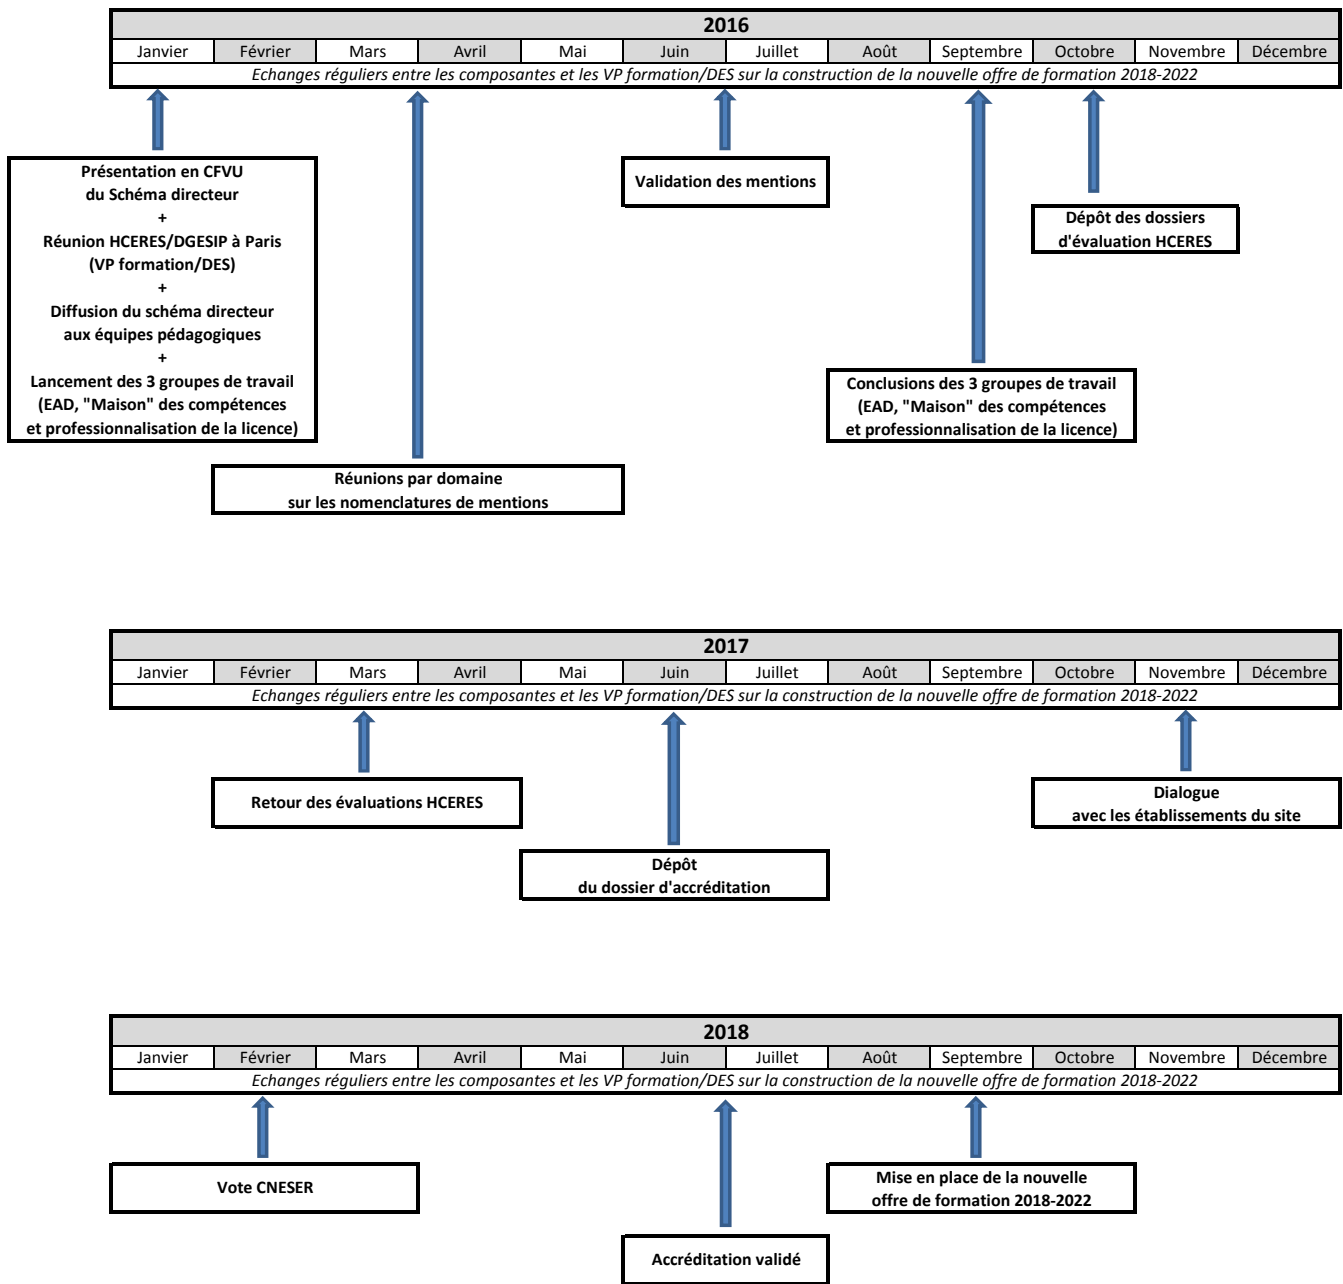 2016
Janvier Février Mars Avril Mai Juin Juillet Août Septembre Octobre Novembre Décembre
Echanges réguliers entre les composantes et les VP formation/DES sur la construction de la nouvelle offre de formation 2018-2022
Présentation en CFVU
du Schéma directeur
+
Réunion HCERES/DGESIP à Paris
(VP formation/DES)
+
Diffusion du schéma directeur
aux équipes pédagogiques
+
Lancement des 3 groupes de travail
(EAD, "Maison" des compétences
et professionnalisation de la licence)
Réunions par domaine
sur les nomenclatures de mentions
Validation des mentions
Conclusions des 3 groupes de travail
(EAD, "Maison" des compétences
et professionnalisation de la licence)
Dépôt des dossiers
d'évaluation HCERES
2017
Janvier Février Mars Avril Mai Juin Juillet Août Septembre Octobre Novembre Décembre
Echanges réguliers entre les composantes et les VP formation/DES sur la construction de la nouvelle offre de formation 2018-2022
Retour des évaluations HCERES
Dépôt
du dossier d'accréditation
Dialogue
avec les établissements du site
2018
Janvier Février Mars Avril Mai Juin Juillet Août Septembre Octobre Novembre Décembre
Echanges réguliers entre les composantes et les VP formation/DES sur la construction de la nouvelle offre de formation 2018-2022
Vote CNESER
Accréditation validé
Mise en place de la nouvelle
offre de formation 2018-2022